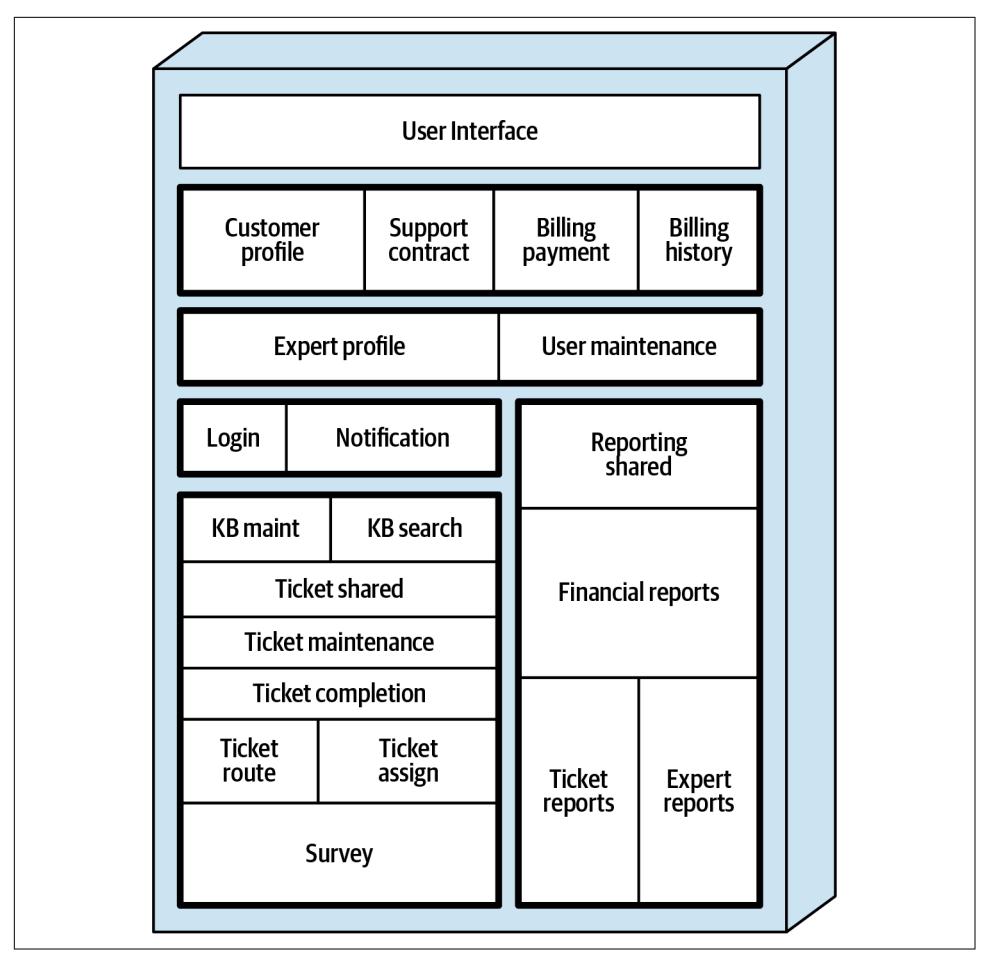 User Interface
Customer
profile
Support
contract
Billing
payment
Billing
history
Expert profile
User maintenance
Login
Notification
Reporting
shared
KB maint
KB search
Ticket shared
Financial reports
Ticket maintenance
Ticket completion
Ticket
route
Ticket
assign
Ticket
reports
Expert
reports
Survey